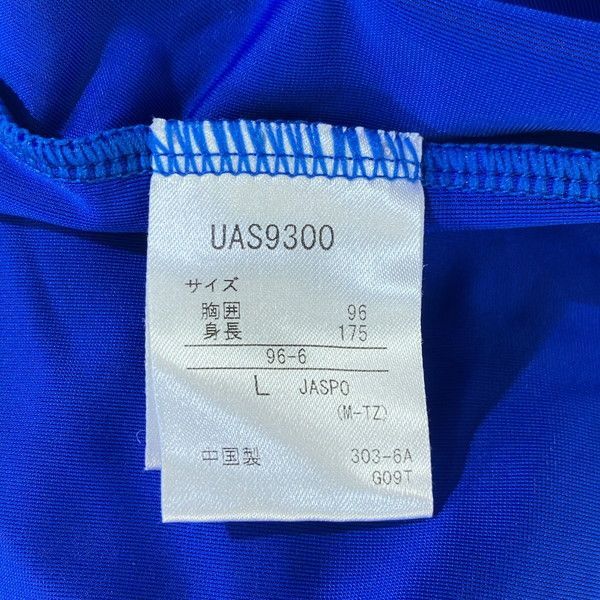 UAS9300
サイズ
胸囲 96
身長 175
96-6
L JASPO
(M-TZ)
中国製 303-6A
G09T